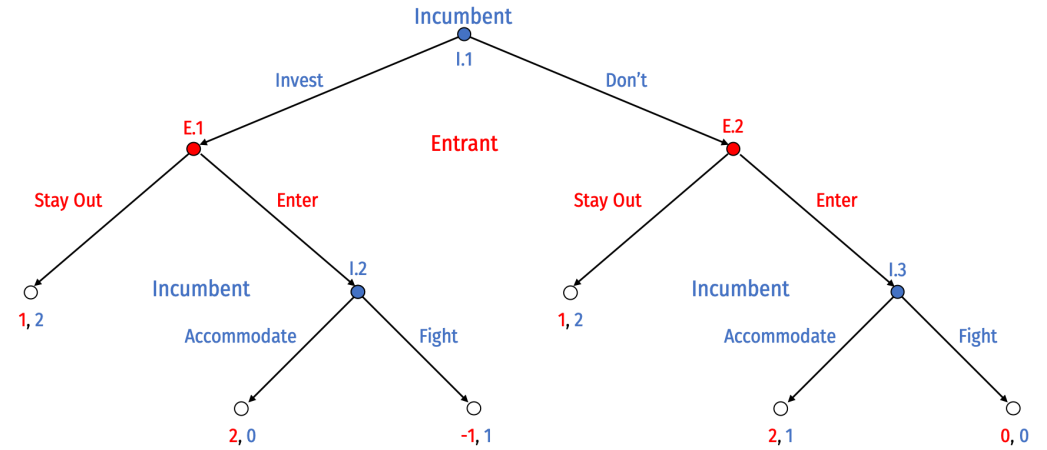 Incumbent
I.1
Invest
Don't
E.1
E.2
Entrant
Stay Out
Enter
Stay Out
Enter
I.2
I.3
Incumbent
Incumbent
1, 2
1, 2
Accommodate
Fight
Accommodate
Fight
2, 0
-1, 1
2, 1
0, 0